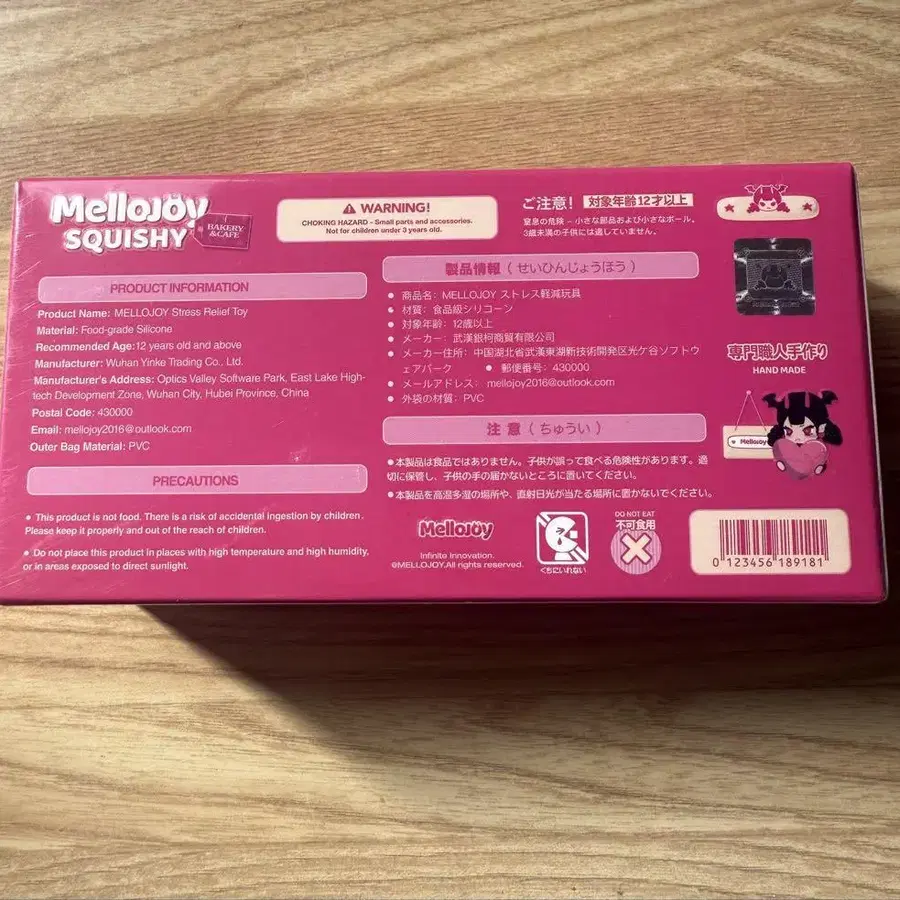 MellOJOY
SQUISHY
BAKERY
&CAFE
PRODUCT INFORMATION
Product Name: MELLOJOY Stress Relief Toy
Material: Food-grade Silicone
Recommended Age:12 years old and above
Manufacturer: Wuhan Yinke Trading Co., Ltd.
Manufacturer's Address: Optics Valley Software Park, East Lake High-
tech Development Zone, Wuhan City, Hubei Province, China
Postal Code: 430000
Email: mellojoy2016@outlook.com
Outer Bag Material: PVC
PRECAUTIONS
● This product is not food. There is a risk of accidental ingestion by children.
Please keep it properly and out of the reach of children.
● Do not place this product in places with high temperature and high humidity,
or in areas exposed to direct sunlight.
WARNING!
CHOKING HAZARD - Small parts and accessories.
Not for children under 3 years old.
ご注意! 対象年齢12才以上
窒息の危険 – 小さな部品および小さなボール。
3歳未満の子供には適していません。
製品情報(せいひんじょうほう)
● 商品名: MELLOJOY ストレス軽減玩具
● 材質: 食品級シリコーン
● 対象年齢: 12歳以上
● メーカー: 武漢銀柯商貿有限公司
● メーカー住所: 中国湖北省武漢東湖新技術開発区光ケ谷ソフトウ
ェアパーク ● 郵便番号: 430000
● メールアドレス: mellojoy2016@outlook.com
● 外袋の材質: PVC
注意(ちゅうい)
●本製品は食品ではありません。子供が誤って食べる危険性があります。適
切に保管し、子供の手の届かないところに置いてください。
●本製品を高温多湿の場所や、直射日光が当たる場所に置かないでください。
MellOJOY
Infinite Innovation.
©MELLOJOY.All rights reserved.
くちにいれない
DO NOT EAT
不可食用
専門職人手作り
HAND MADE
MellOJOY
0 123456 189181